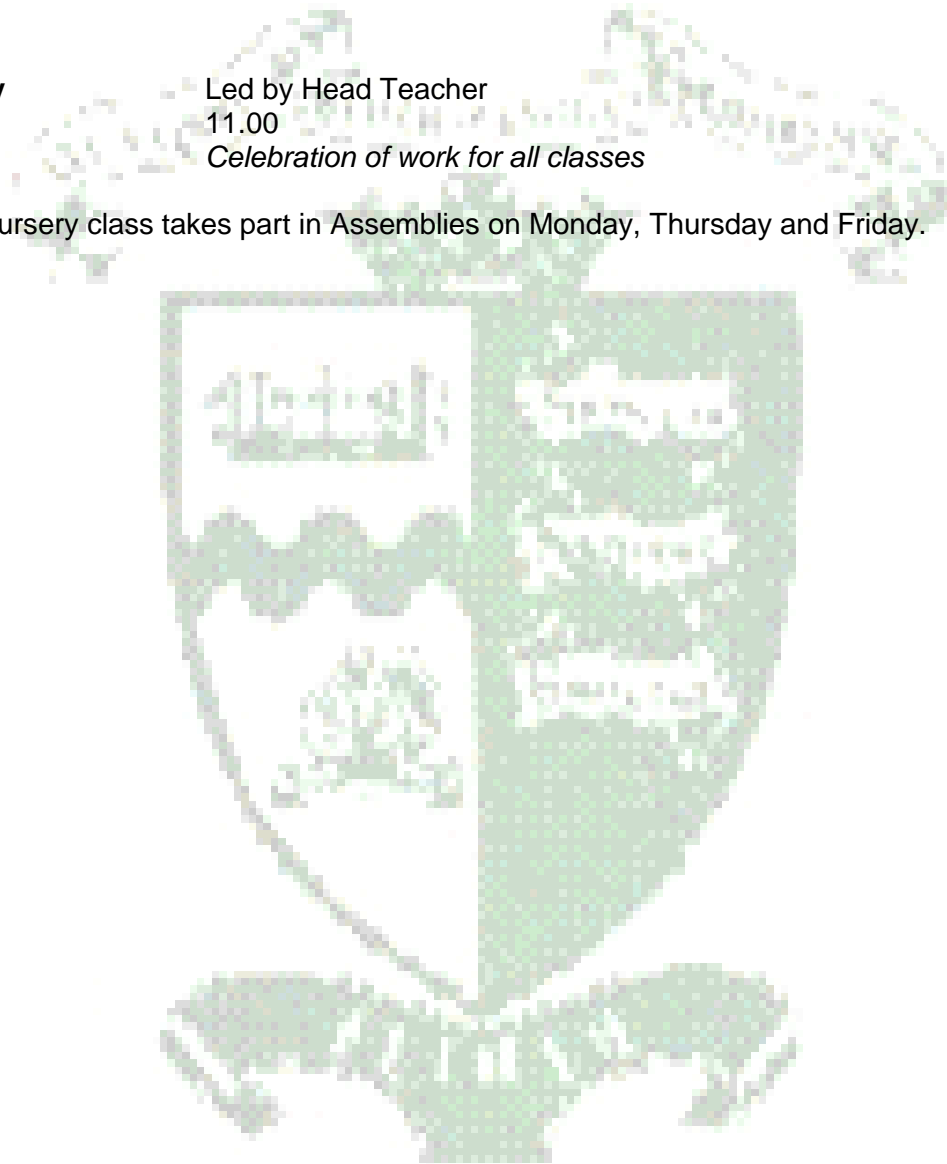 y Led by Head Teacher
11.00
Celebration of work for all classes
ursery class takes part in Assemblies on Monday, Thursday and Friday.